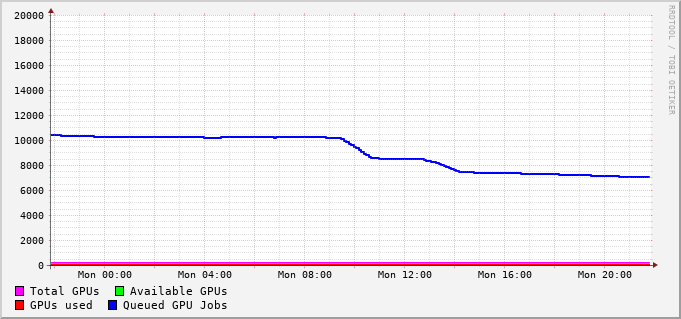 20000
18000
16000
14000
12000
10000
8000
6000
4000
2000
0
Mon 00:00 Mon 04:00 Mon 08:00 Mon 12:00 Mon 16:00 Mon 20:00
Total GPUs Available GPUs
GPUs used Queued GPU Jobs
RRDTOOL / TOBI OETIKER